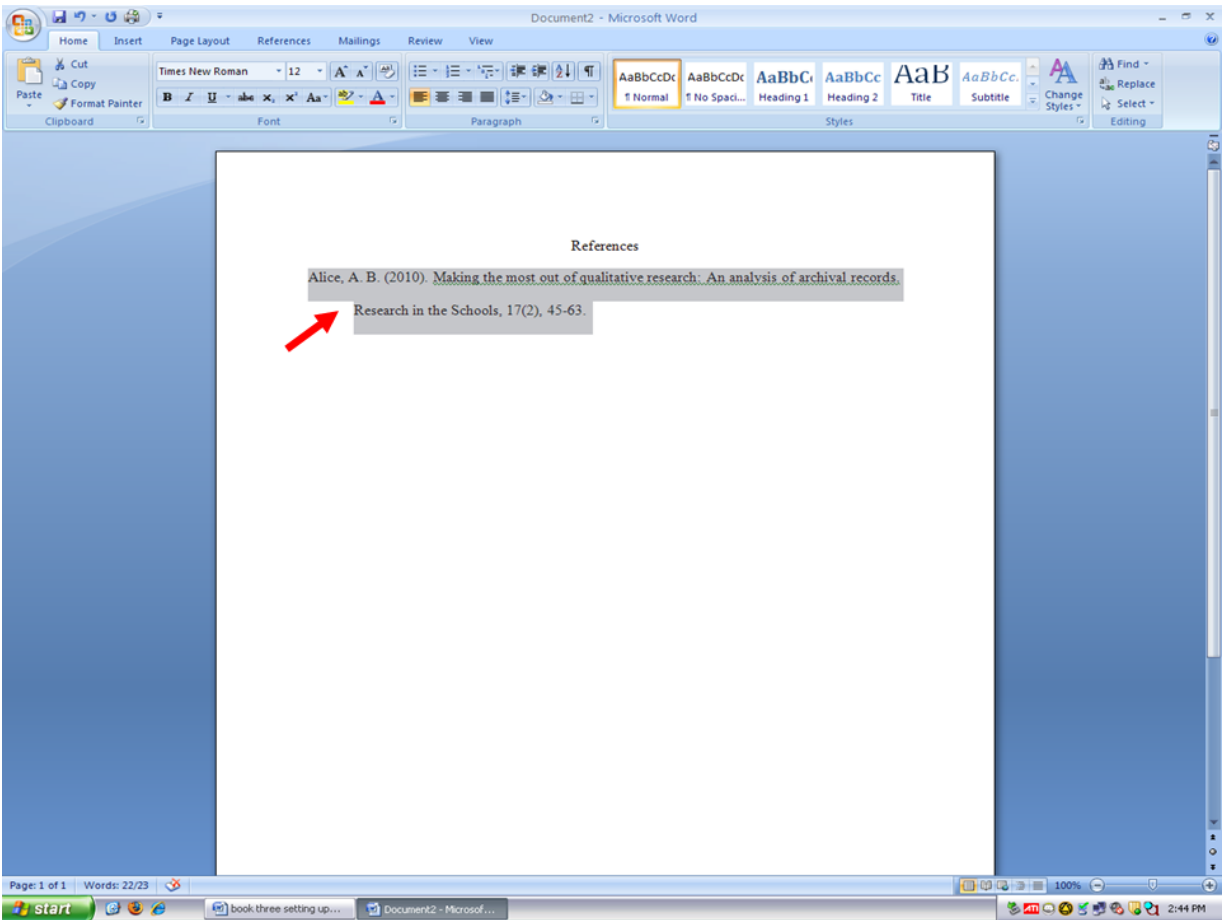 Document2 - Microsoft Word
Home Insert Page Layout References Mailings Review View
Paste
Cut
Copy
Format Painter
Clipboard
Times New Roman 12
B I U abc x, x² Aa A
Font
Paragraph
AaBbCcDc AaBbCcDc AaBbC AaBbCc AaB AaBbCc.
¶ Normal ¶ No Spaci... Heading 1 Heading 2 Title Subtitle
Change Styles
Styles
Find
Replace
Select
Editing
References
Alice, A. B. (2010). Making the most out of qualitative research: An analysis of archival records.
Research in the Schools, 17(2), 45-63.
Page: 1 of 1 Words: 22/23 100%
start book three setting up... Document2 - Microsof... ATI 2:44 PM